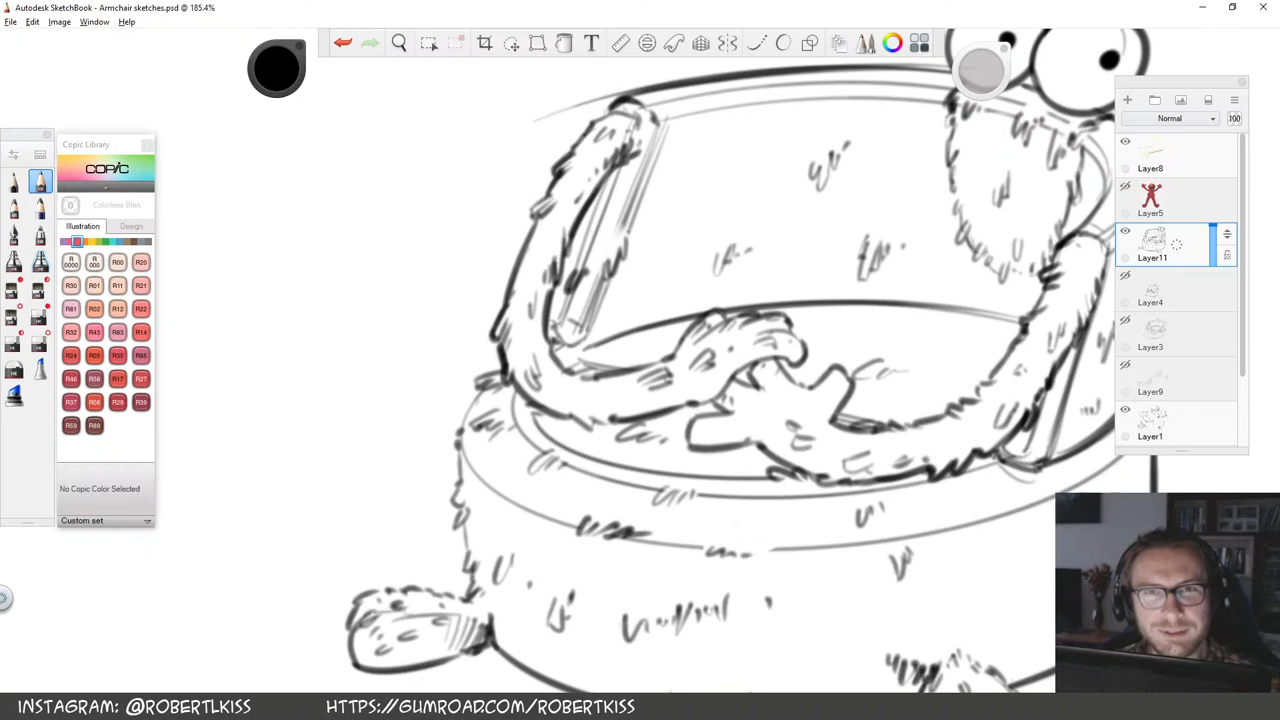 Autodesk SketchBook - Armchair sketches.psd @ 185.4%
File Edit Image Window Help
Copic Library
COPIC
0 Colorless Blen...
Illustration Design
R0000 R000 R00 R20
R30 R01 R11 R21
R81 R02 R12 R22
R32 R43 R83 R14
R24 R05 R35 R85
R46 R56 R17 R27
R37 R08 R29 R39
R59 R89
No Copic Color Selected
Custom set
Normal 100
Layer8
Layer5
Layer11
Layer4
Layer3
Layer9
Layer1
INSTAGRAM: @ROBERTLKISS HTTPS://GUMROAD.COM/ROBERTKISS